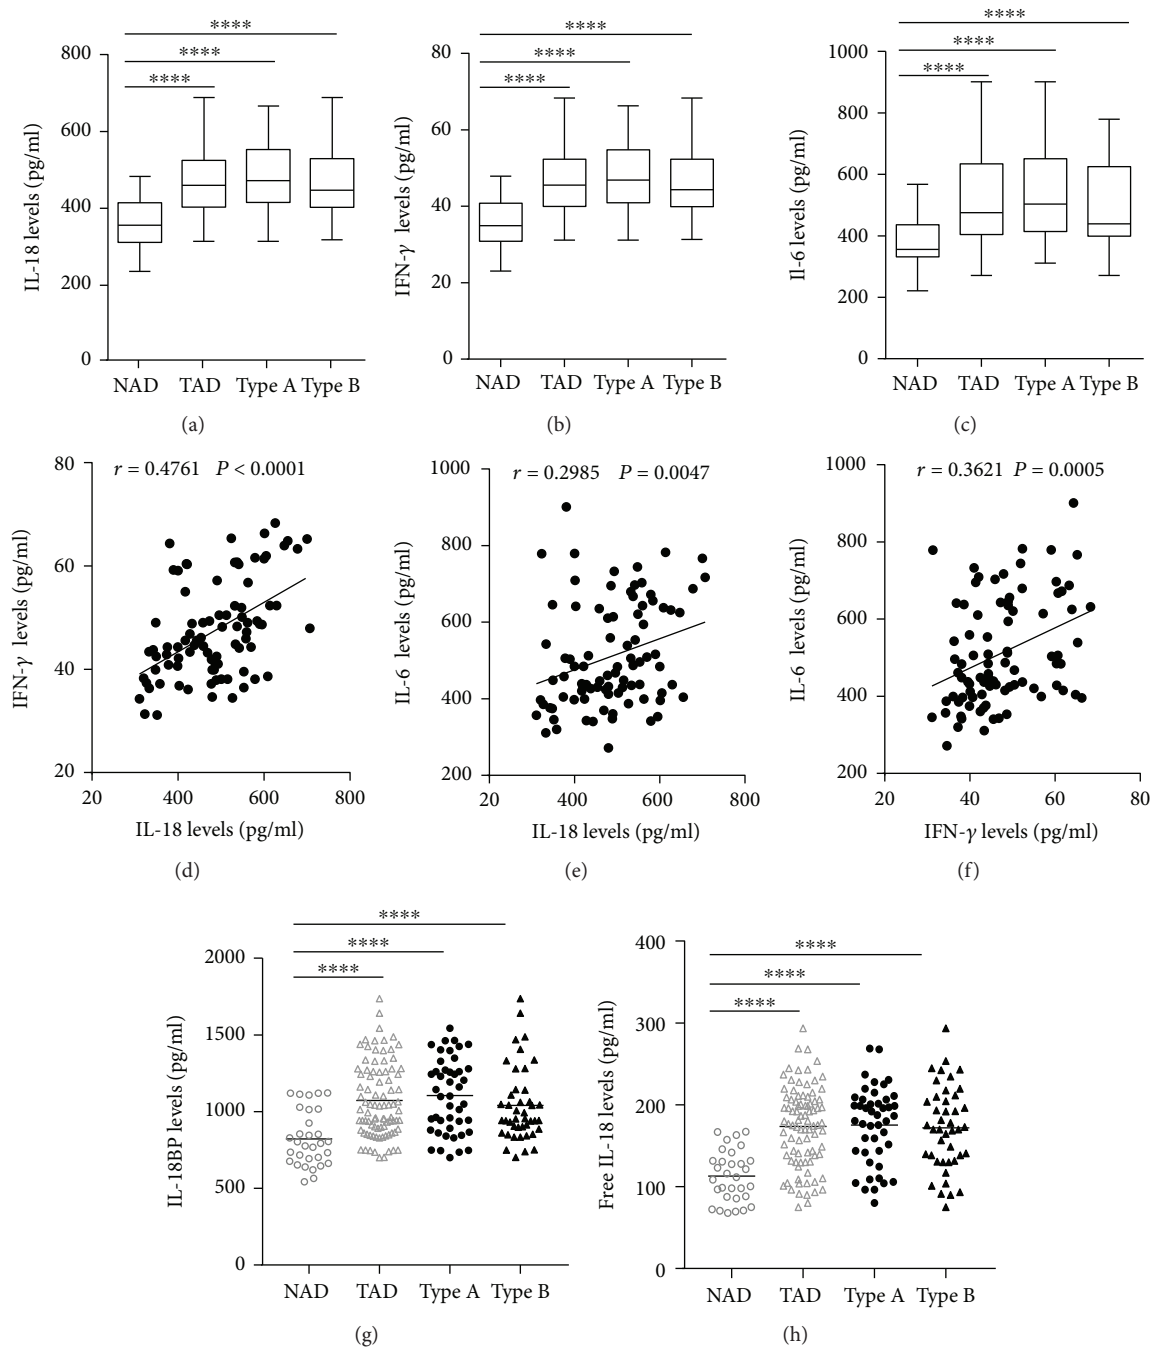 IL-18 levels (pg/ml)
800
600
400
200
0
****
****
****
NAD TAD Type A Type B
(a)
IFN-γ levels (pg/ml)
80
60
40
20
0
****
****
****
NAD TAD Type A Type B
(b)
Il-6 levels (pg/ml)
1000
800
600
400
200
0
****
****
****
NAD TAD Type A Type B
(c)
IFN-γ levels (pg/ml)
80
60
40
20
r = 0.4761 P < 0.0001
20 400 600 800
IL-18 levels (pg/ml)
(d)
IL-6 levels (pg/ml)
1000
800
600
400
200
r = 0.2985 P = 0.0047
20 400 600 800
IL-18 levels (pg/ml)
(e)
IL-6 levels (pg/ml)
1000
800
600
400
200
r = 0.3621 P = 0.0005
20 40 60 80
IFN-γ levels (pg/ml)
(f)
IL-18BP levels (pg/ml)
2000
1500
1000
500
0
****
****
****
NAD TAD Type A Type B
(g)
Free IL-18 levels (pg/ml)
400
300
200
100
0
****
****
****
NAD TAD Type A Type B
(h)